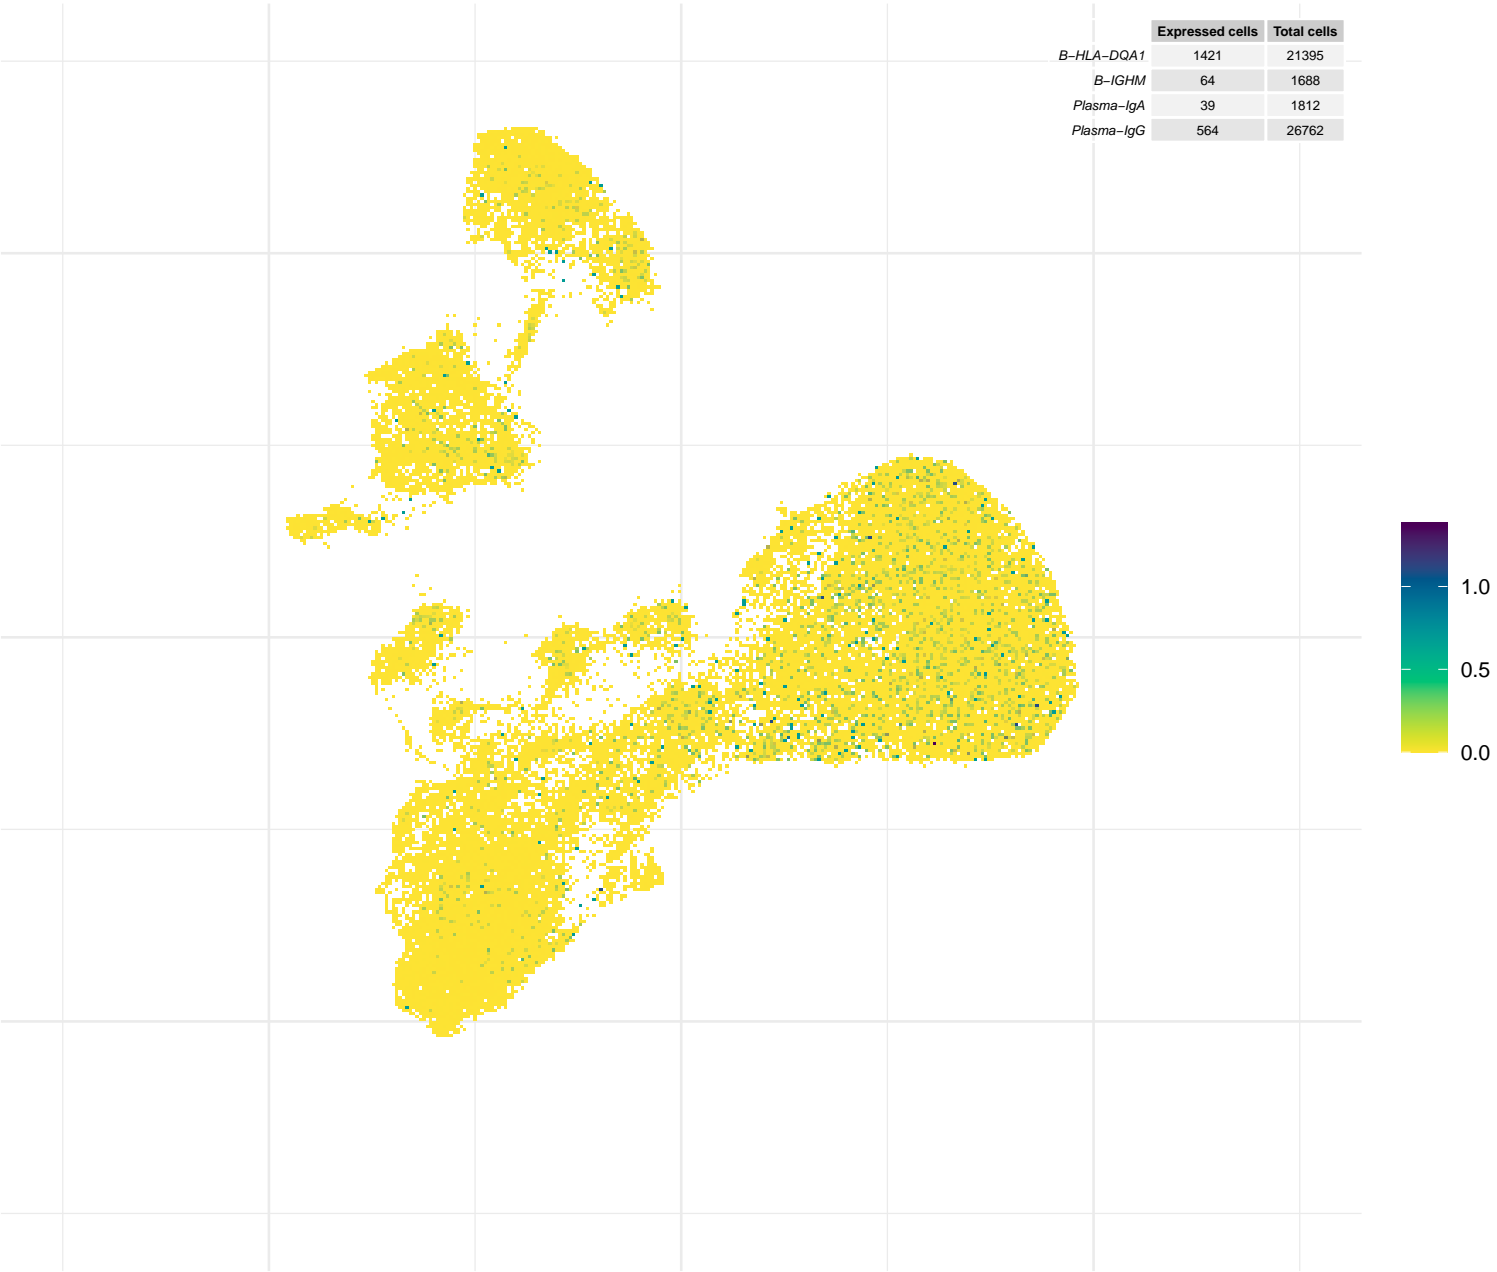 Expressed cells Total cells
B−HLA−DQA1 1421 21395
B−IGHM 64 1688
Plasma−IgA 39 1812
Plasma−IgG 564 26762
1.0
0.5
0.0